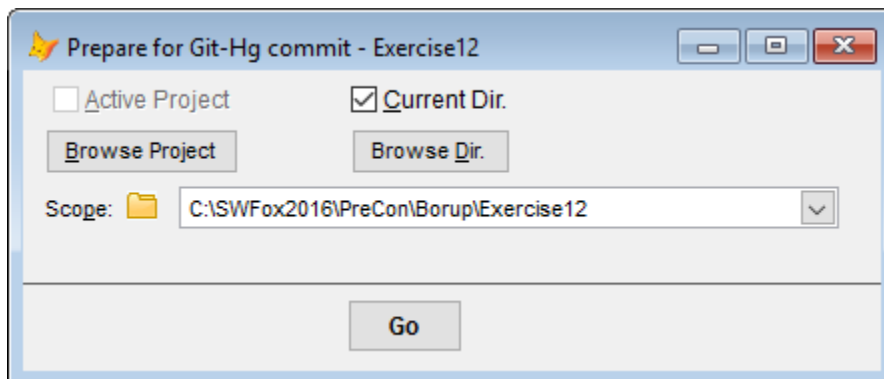 Prepare for Git-Hg commit - Exercise12
Active Project Current Dir.
Browse Project Browse Dir.
Scope: C:\SWFox2016\PreCon\Borup\Exercise12
Go